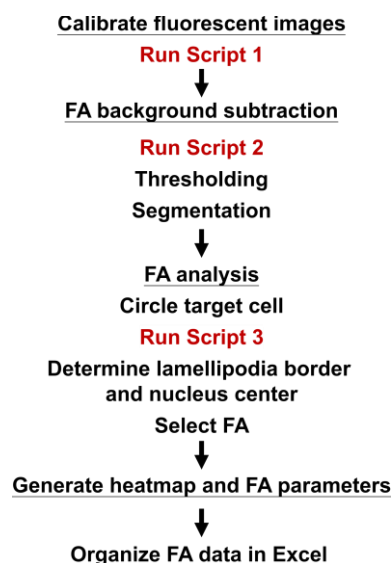 Calibrate fluorescent images
Run Script 1
FA background subtraction
Run Script 2
Thresholding
Segmentation
FA analysis
Circle target cell
Run Script 3
Determine lamellipodia border
and nucleus center
Select FA
Generate heatmap and FA parameters
Organize FA data in Excel